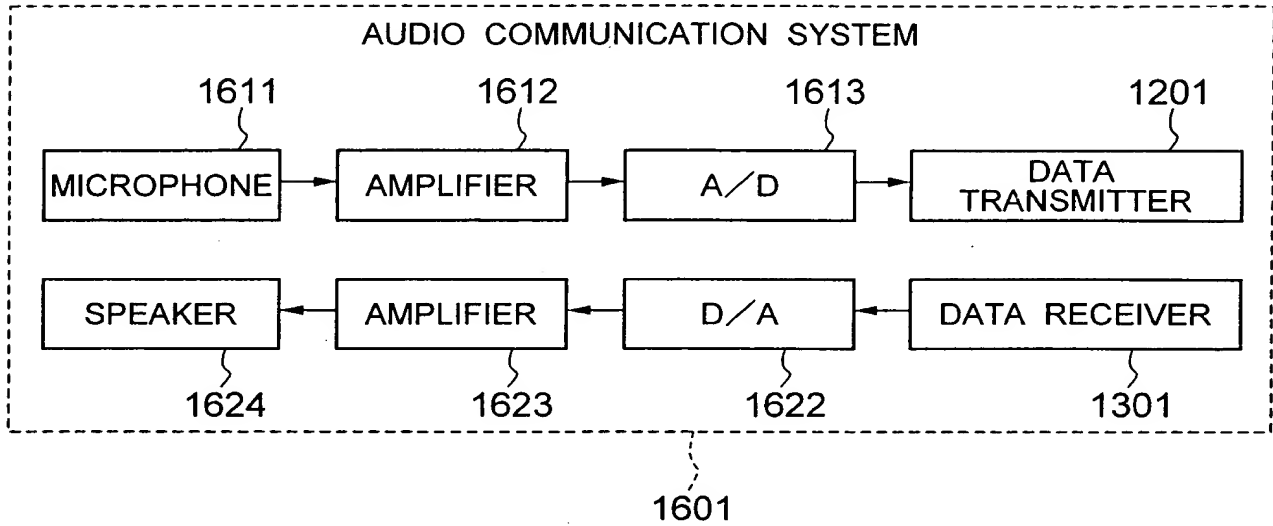 AUDIO COMMUNICATION SYSTEM
1611
1612
1613
1201
MICROPHONE
AMPLIFIER
A/D
DATA
TRANSMITTER
SPEAKER
AMPLIFIER
D/A
DATA RECEIVER
1624
1623
1622
1301
1601